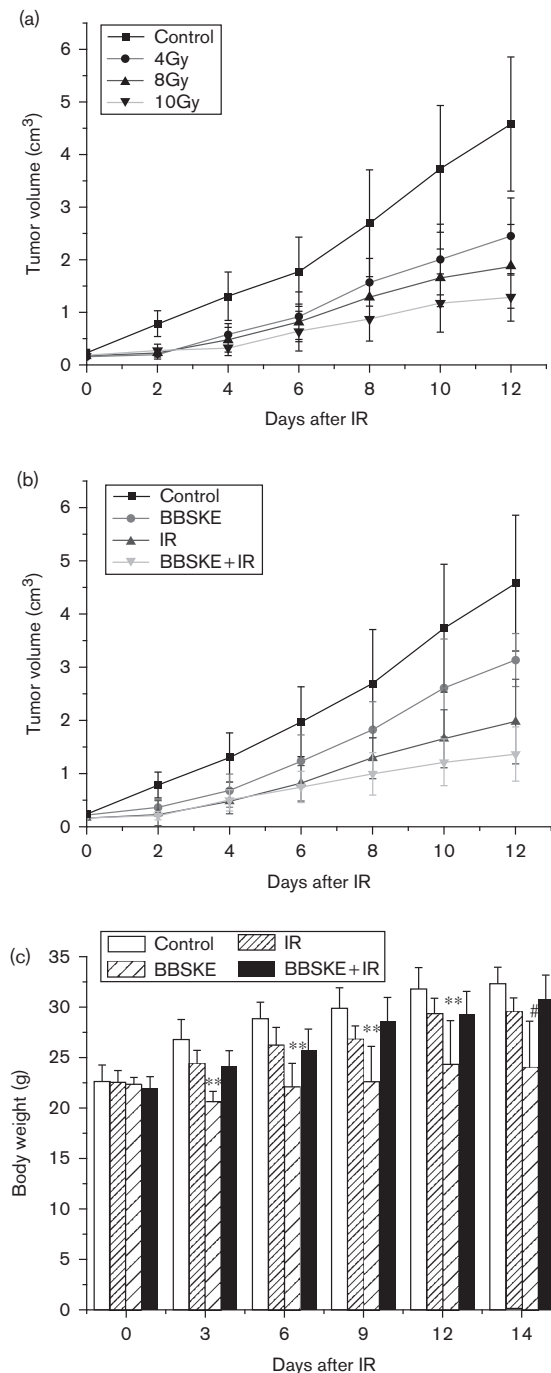 (a)
Control
4Gy
8Gy
10Gy
6
5
4
3
2
1
0
Tumor volume (cm³)
0 2 4 6 8 10 12
Days after IR
(b)
Control
BBSKE
IR
BBSKE+IR
6
5
4
3
2
1
0
Tumor volume (cm³)
0 2 4 6 8 10 12
Days after IR
(c)
Control IR
BBSKE BBSKE+IR
35
30
25
20
15
10
5
0
Body weight (g)
** ** ** ** #
0 3 6 9 12 14
Days after IR